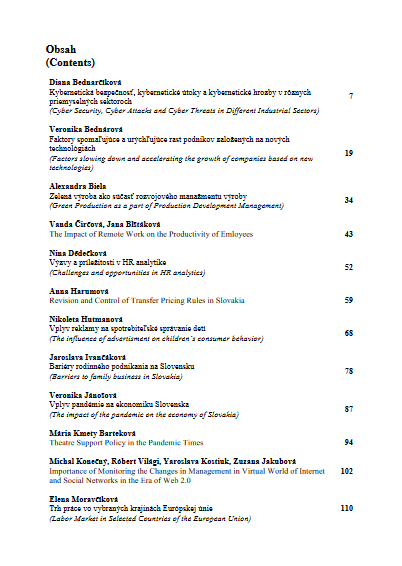 Obsah
(Contents)
Diana Bednarčíková
Kybernetická bezpečnosť, kybernetické útoky a kybernetické hrozby v rôznych
priemyselných sektoroch
7
(Cyber Security, Cyber Attacks and Cyber Threats in Different Industrial Sectors)
Veronika Bednárová
Faktory spomaľujúce a urýchľujúce rast podnikov založených na nových
technológiách
19
(Factors slowing down and accelerating the growth of companies based on new
technologies)
Alexandra Biela
Zelená výroba ako súčasť rozvojového manažmentu výroby
34
(Green Production as a part of Production Development Management)
Vanda Čirčová, Jana Blštáková
The Impact of Remote Work on the Productivity of Emloyees
43
Nina Dědečková
Výzvy a príležitosti v HR analytike
52
(Challenges and opportunities in HR analytics)
Anna Harumová
Revision and Control of Transfer Pricing Rules in Slovakia
59
Nikoleta Hutmanová
Vplyv reklamy na spotrebiteľské správanie detí
68
(The influence of advertisment on children's consumer behavior)
Jaroslava Ivančáková
Bariéry rodinného podnikania na Slovensku
78
(Barriers to family business in Slovakia)
Veronika Jánošová
Vplyv pandémie na ekonomiku Slovenska
87
(The impact of the pandemic on the economy of Slovakia)
Mária Kmety Barteková
Theatre Support Policy in the Pandemic Times
94
Michal Konečný, Róbert Világi, Yaroslava Kostiuk, Zuzana Jakubová
Importance of Monitoring the Changes in Management in Virtual World of Internet
102
and Social Networks in the Era of Web 2.0
Elena Moravčíková
Trh práce vo vybraných krajinách Európskej únie
110
(Labor Market in Selected Countries of the European Union)